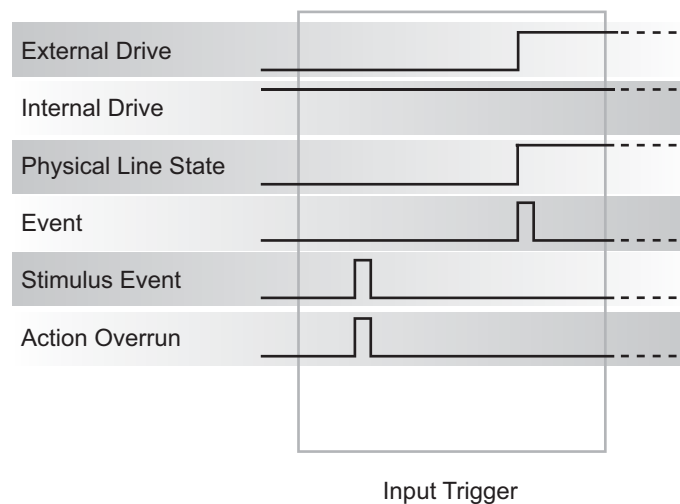 External Drive
Internal Drive
Physical Line State
Event
Stimulus Event
Action Overrun
Input Trigger